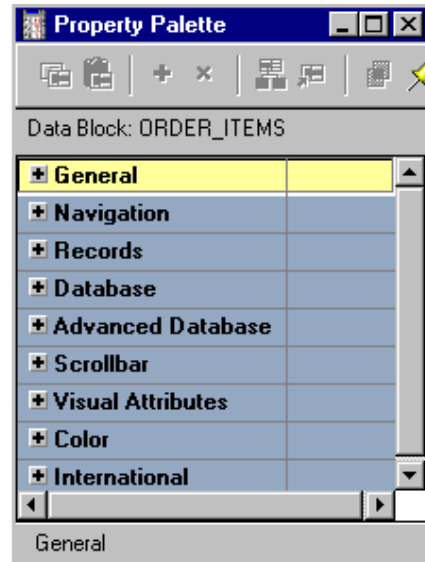 Property Palette
Data Block: ORDER_ITEMS
General
Navigation
Records
Database
Advanced Database
Scrollbar
Visual Attributes
Color
International
General